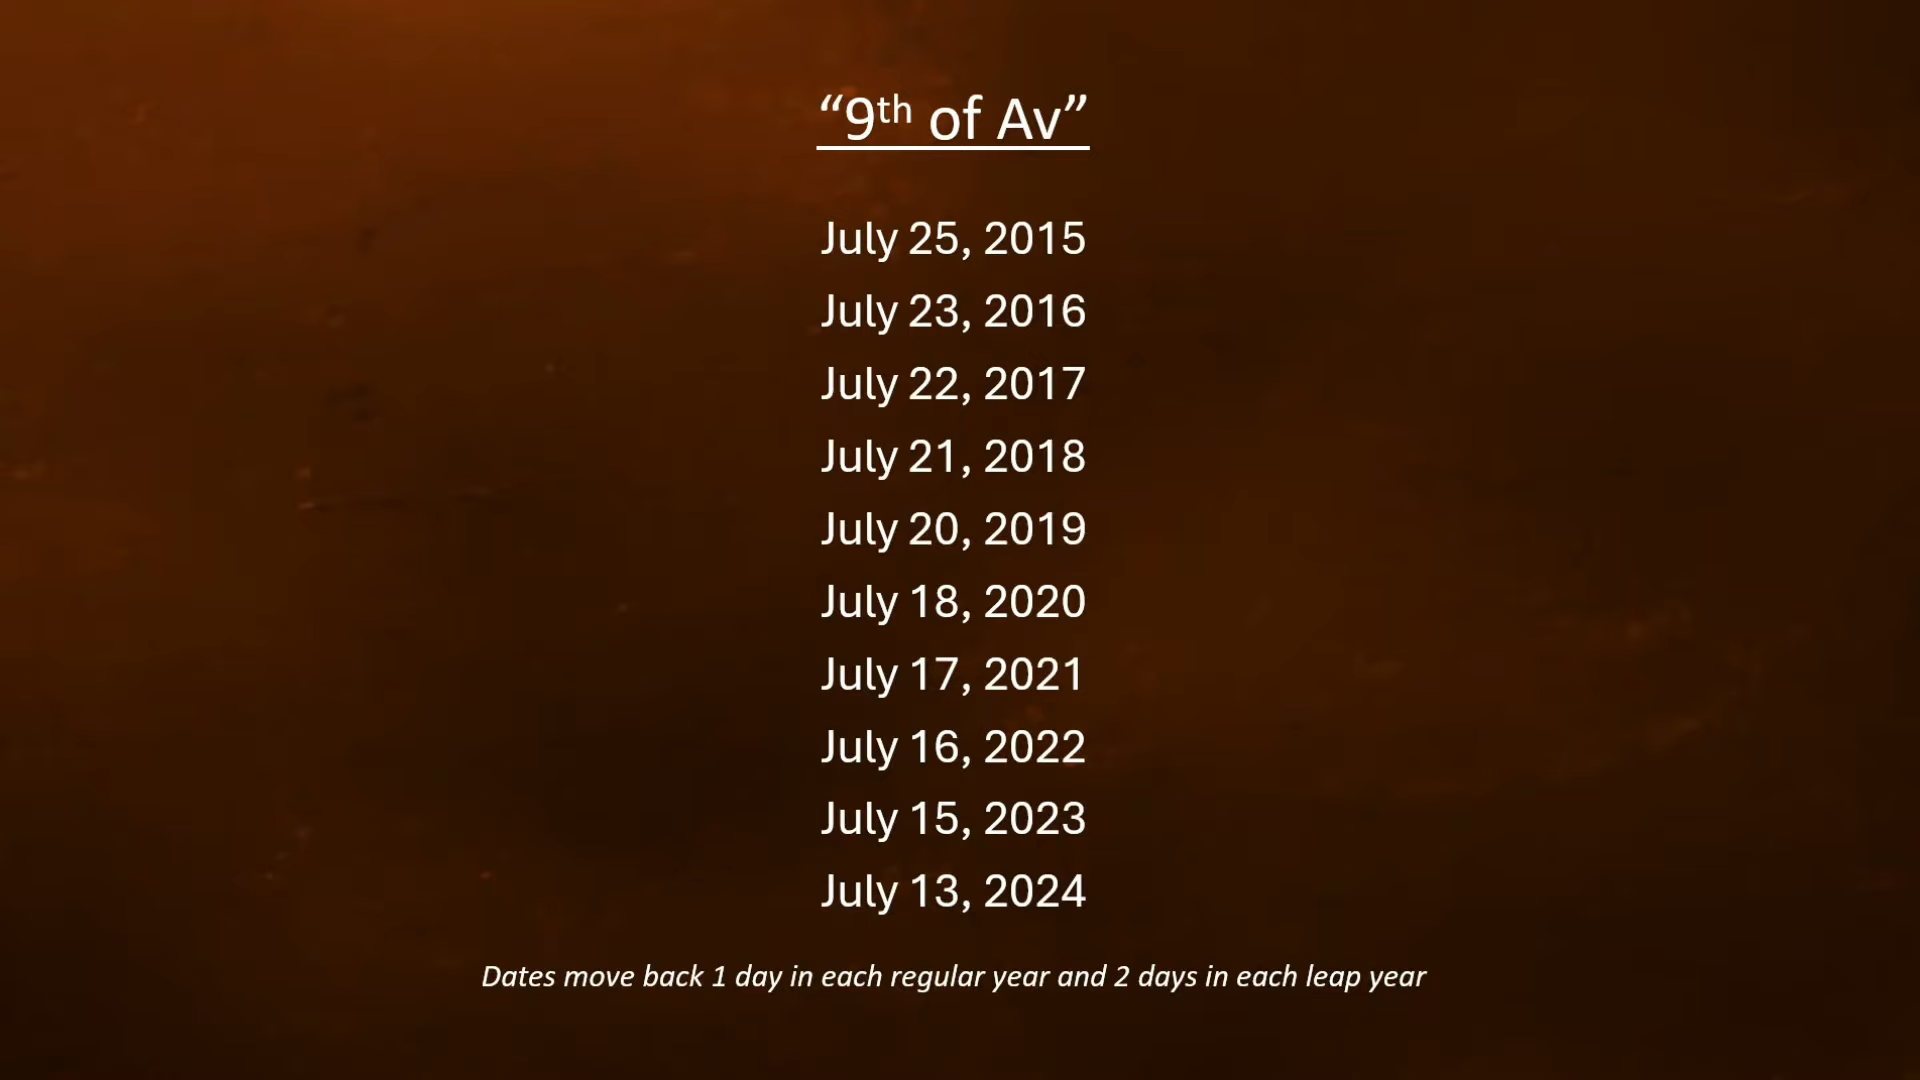 “9th of Av”
July 25, 2015
July 23, 2016
July 22, 2017
July 21, 2018
July 20, 2019
July 18, 2020
July 17, 2021
July 16, 2022
July 15, 2023
July 13, 2024
Dates move back 1 day in each regular year and 2 days in each leap year